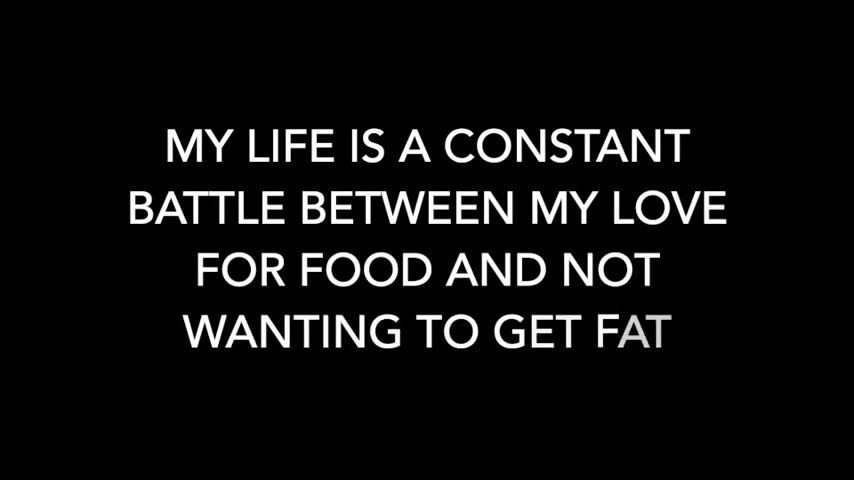 MY LIFE IS A CONSTANT
BATTLE BETWEEN MY LOVE
FOR FOOD AND NOT
WANTING TO GET FAT